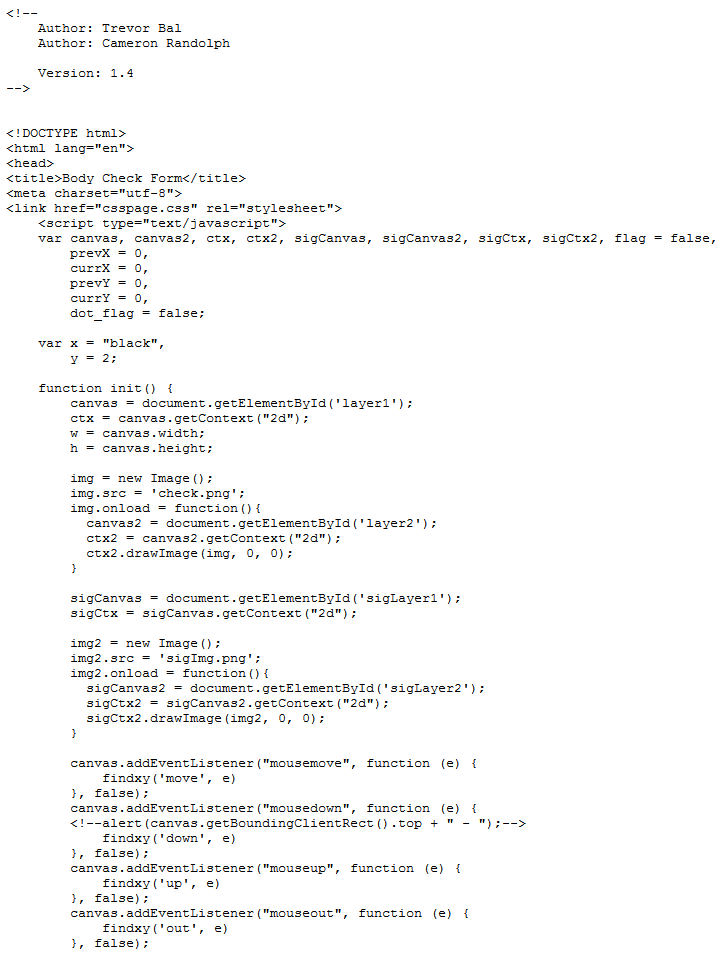 <!--
    Author: Trevor Bal
    Author: Cameron Randolph

    Version: 1.4
-->


<!DOCTYPE html>
<html lang="en">
<head>
<title>Body Check Form</title>
<meta charset="utf-8">
<link href="csspage.css" rel="stylesheet">
    <script type="text/javascript">
    var canvas, canvas2, ctx, ctx2, sigCanvas, sigCanvas2, sigCtx, sigCtx2, flag = false,
        prevX = 0,
        currX = 0,
        prevY = 0,
        currY = 0,
        dot_flag = false;

    var x = "black",
        y = 2;

    function init() {
        canvas = document.getElementById('layer1');
        ctx = canvas.getContext("2d");
        w = canvas.width;
        h = canvas.height;

        img = new Image();
        img.src = 'check.png';
        img.onload = function(){
          canvas2 = document.getElementById('layer2');
          ctx2 = canvas2.getContext("2d");
          ctx2.drawImage(img, 0, 0);
        }

        sigCanvas = document.getElementById('sigLayer1');
        sigCtx = sigCanvas.getContext("2d");

        img2 = new Image();
        img2.src = 'sigImg.png';
        img2.onload = function(){
          sigCanvas2 = document.getElementById('sigLayer2');
          sigCtx2 = sigCanvas2.getContext("2d");
          sigCtx2.drawImage(img2, 0, 0);
        }

        canvas.addEventListener("mousemove", function (e) {
            findxy('move', e)
        }, false);
        canvas.addEventListener("mousedown", function (e) {
        <!--alert(canvas.getBoundingClientRect().top + " - ");-->
            findxy('down', e)
        }, false);
        canvas.addEventListener("mouseup", function (e) {
            findxy('up', e)
        }, false);
        canvas.addEventListener("mouseout", function (e) {
            findxy('out', e)
        }, false);